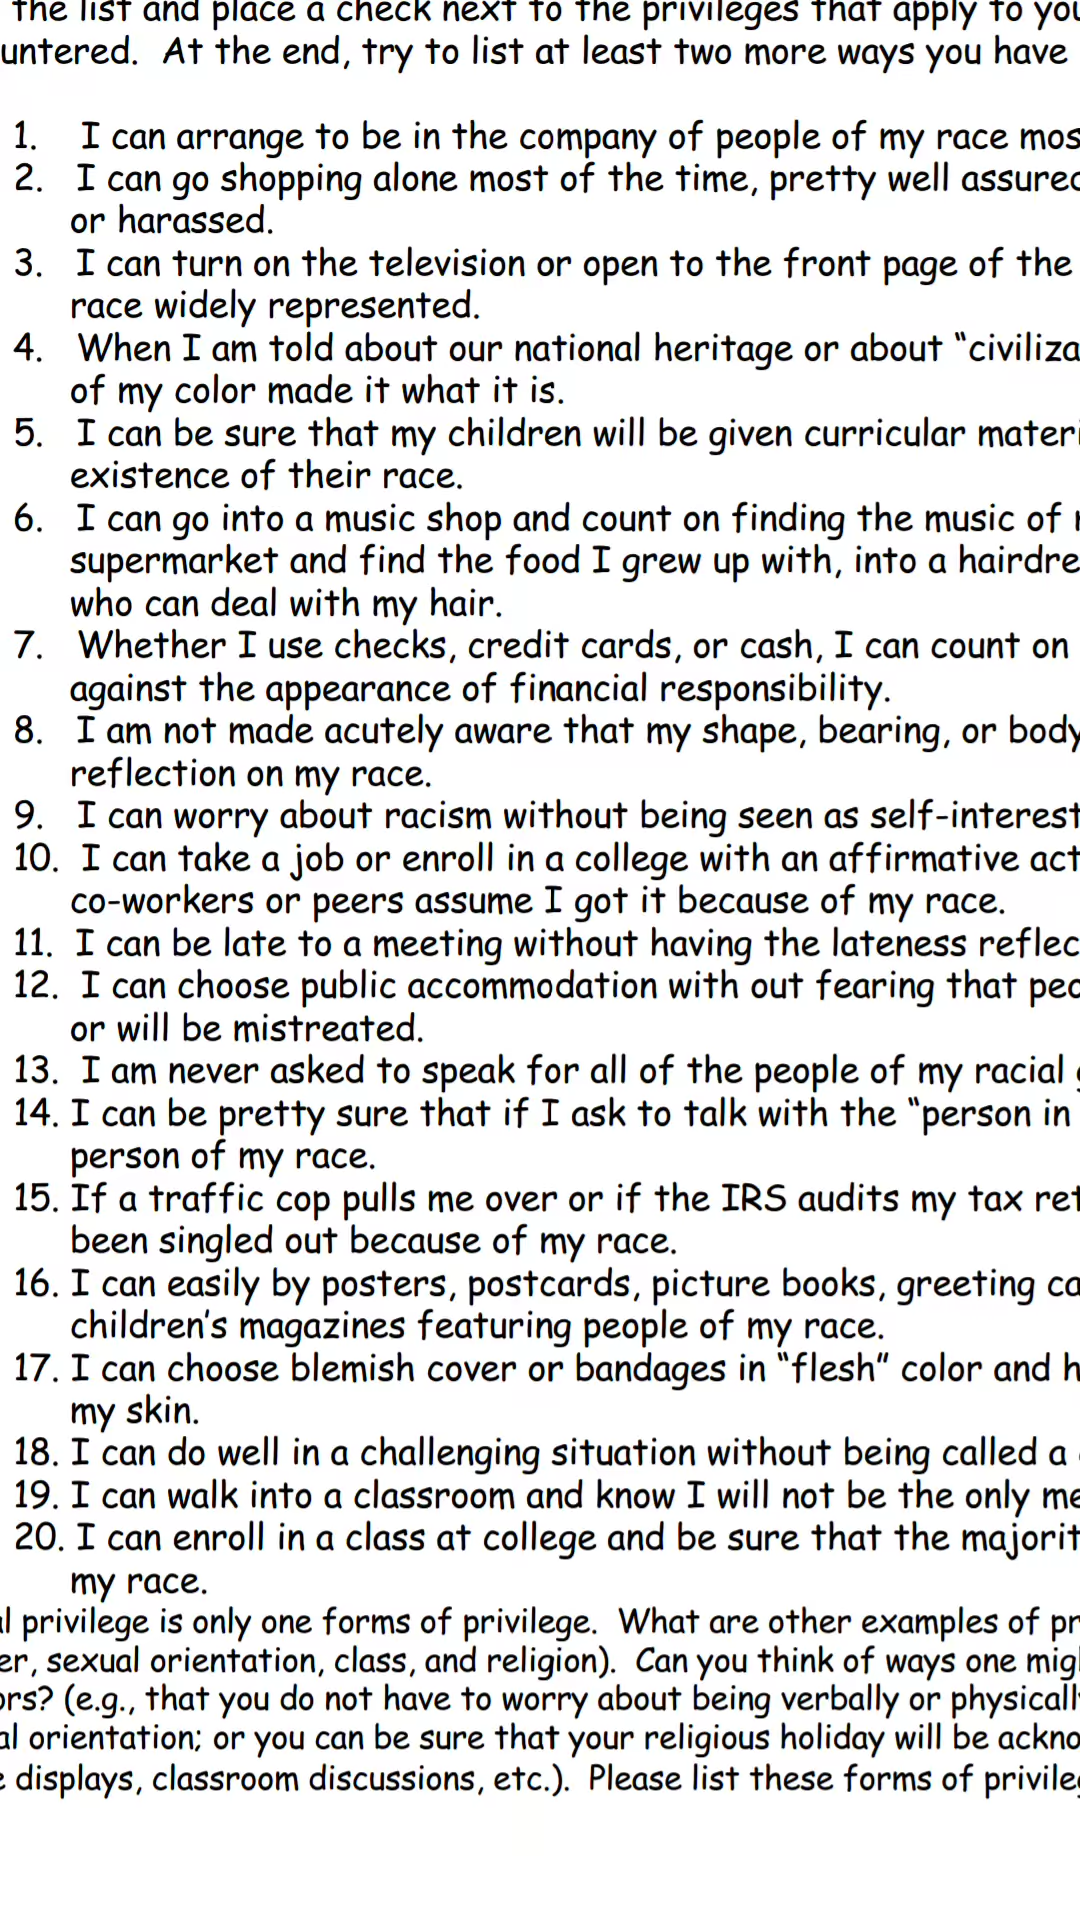 the list and place a check next to the privileges that apply to you
untered. At the end, try to list at least two more ways you have
1. I can arrange to be in the company of people of my race mos
2. I can go shopping alone most of the time, pretty well assured
or harassed.
3. I can turn on the television or open to the front page of the
race widely represented.
4. When I am told about our national heritage or about “civiliza
of my color made it what it is.
5. I can be sure that my children will be given curricular materi
existence of their race.
6. I can go into a music shop and count on finding the music of
supermarket and find the food I grew up with, into a hairdre
who can deal with my hair.
7. Whether I use checks, credit cards, or cash, I can count on
against the appearance of financial responsibility.
8. I am not made acutely aware that my shape, bearing, or body
reflection on my race.
9. I can worry about racism without being seen as self-interest
10. I can take a job or enroll in a college with an affirmative act
co-workers or peers assume I got it because of my race.
11. I can be late to a meeting without having the lateness reflec
12. I can choose public accommodation with out fearing that peo
or will be mistreated.
13. I am never asked to speak for all of the people of my racial
14. I can be pretty sure that if I ask to talk with the “person in
person of my race.
15. If a traffic cop pulls me over or if the IRS audits my tax ret
been singled out because of my race.
16. I can easily by posters, postcards, picture books, greeting ca
children’s magazines featuring people of my race.
17. I can choose blemish cover or bandages in “flesh” color and h
my skin.
18. I can do well in a challenging situation without being called a
19. I can walk into a classroom and know I will not be the only me
20. I can enroll in a class at college and be sure that the majorit
my race.
l privilege is only one forms of privilege. What are other examples of pr
er, sexual orientation, class, and religion). Can you think of ways one migh
ors? (e.g., that you do not have to worry about being verbally or physicall
al orientation; or you can be sure that your religious holiday will be ackno
displays, classroom discussions, etc.). Please list these forms of privileg